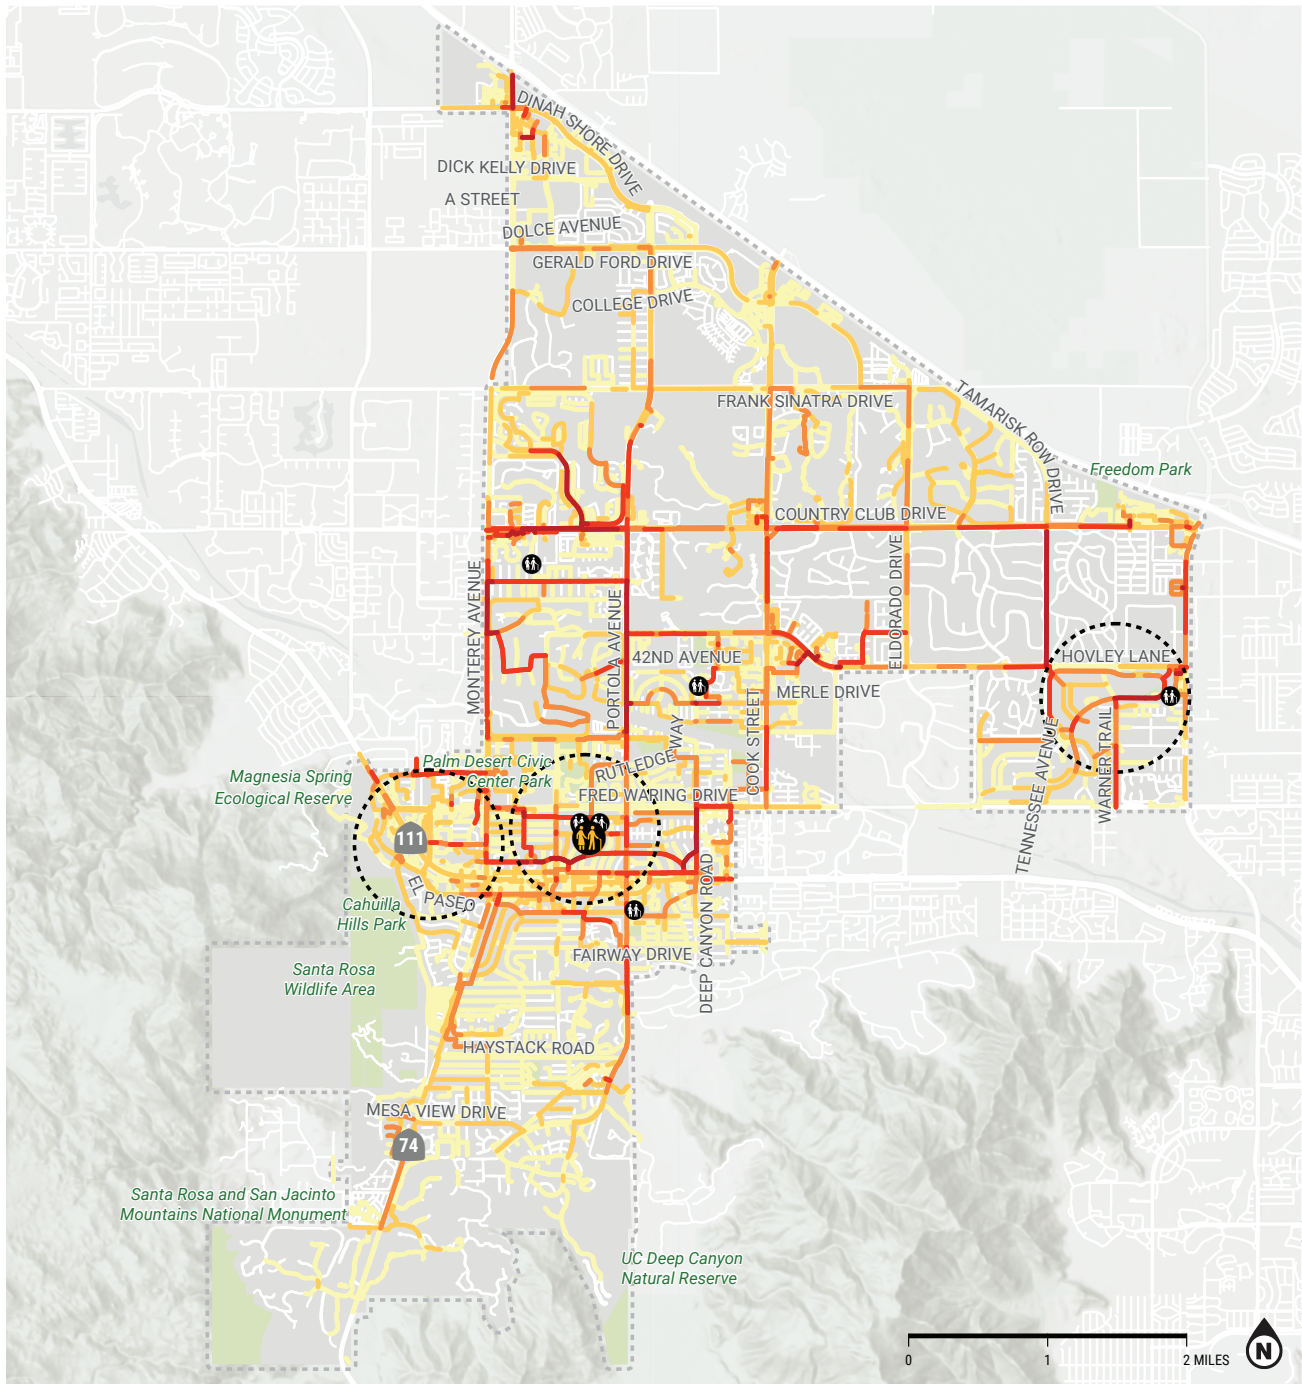 DINAH SHORE DRIVE
DICK KELLY DRIVE
A STREET
DOLCE AVENUE
GERALD FORD DRIVE
COLLEGE DRIVE
FRANK SINATRA DRIVE
TAMARISK ROW DRIVE
Freedom Park
COUNTRY CLUB DRIVE
MONTEREY AVENUE
PORTOLA AVENUE
ELDORADO DRIVE
42ND AVENUE
HOVLEY LANE
MERLE DRIVE
COOK STREET
RUTLEDGE WAY
TENNESSEE AVENUE
WARNER TRAIL
Palm Desert Civic
Center Park
Magnesia Spring
Ecological Reserve
FRED WARING DRIVE
111
EL PASEO
Cahuilla
Hills Park
DEEP CANYON ROAD
FAIRWAY DRIVE
Santa Rosa
Wildlife Area
HAYSTACK ROAD
MESA VIEW DRIVE
74
Santa Rosa and San Jacinto
Mountains National Monument
UC Deep Canyon
Natural Reserve
0
1
2 MILES
N